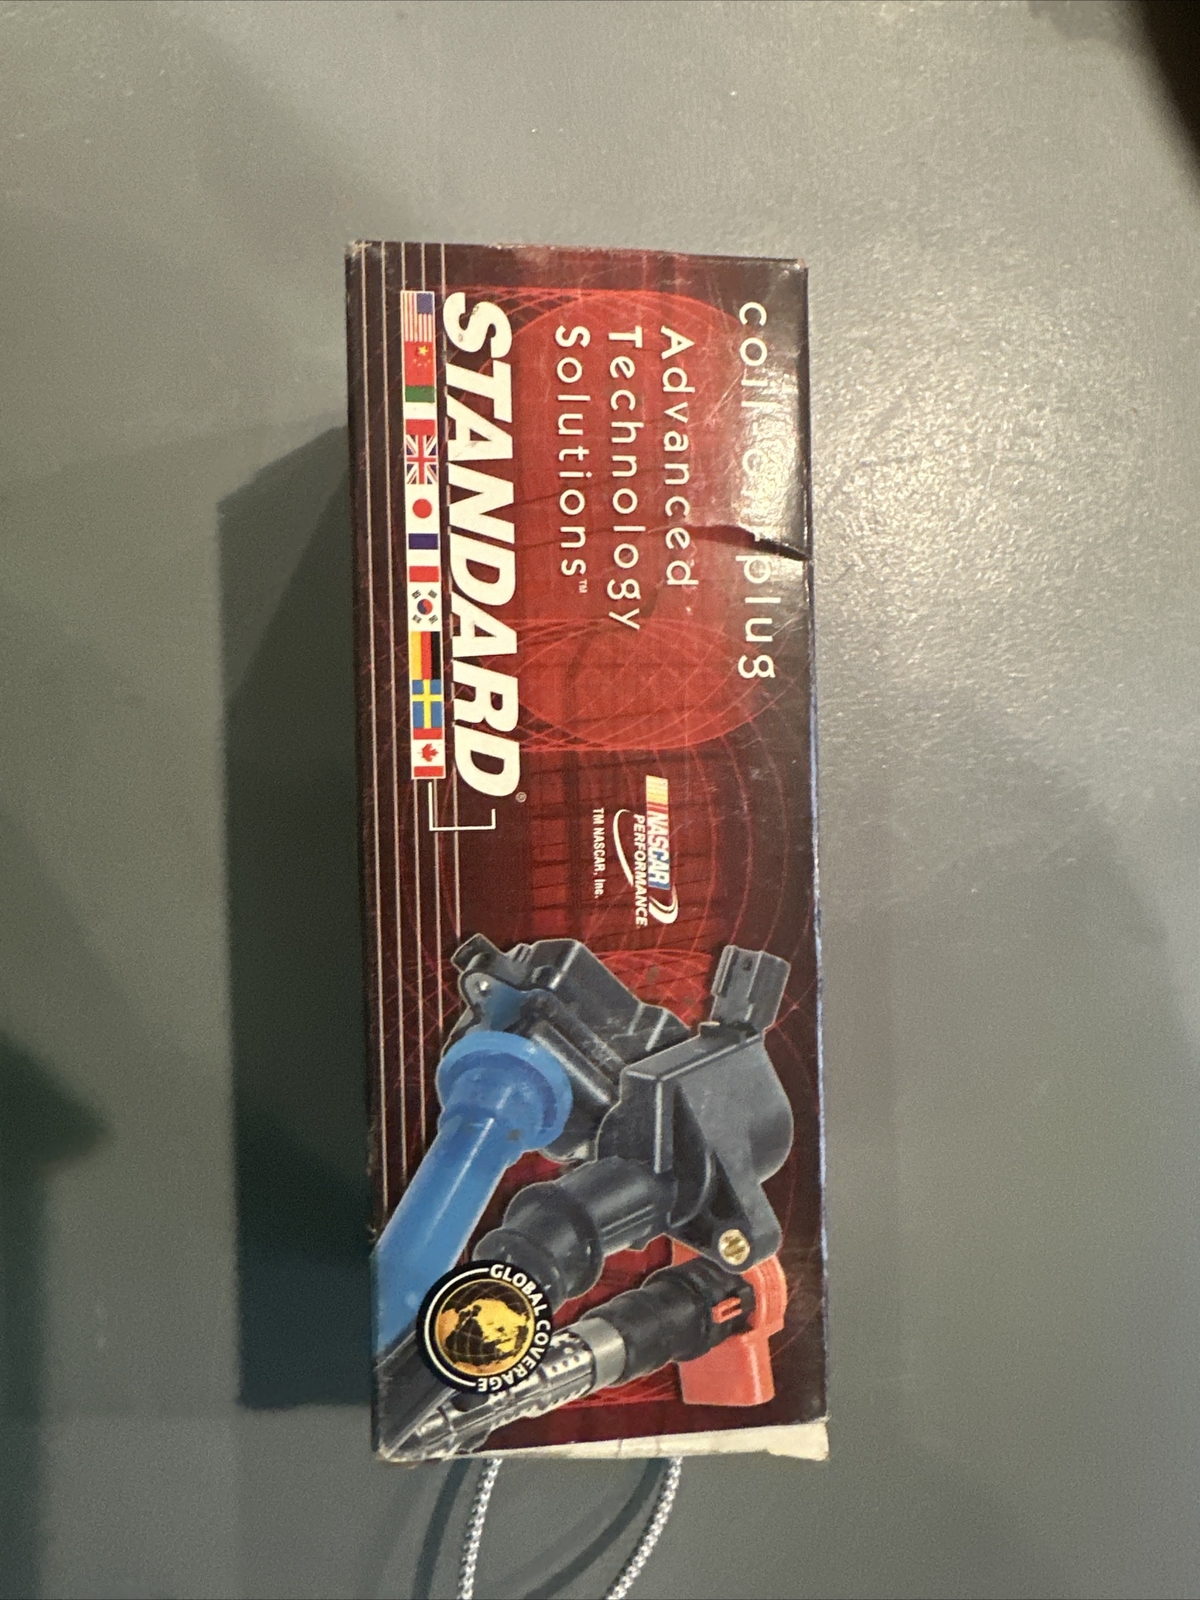 coil-on-plug
Advanced
Technology
Solutions™
STANDARD®
NASCAR
PERFORMANCE
TM NASCAR, Inc.
GLOBAL COVERAGE